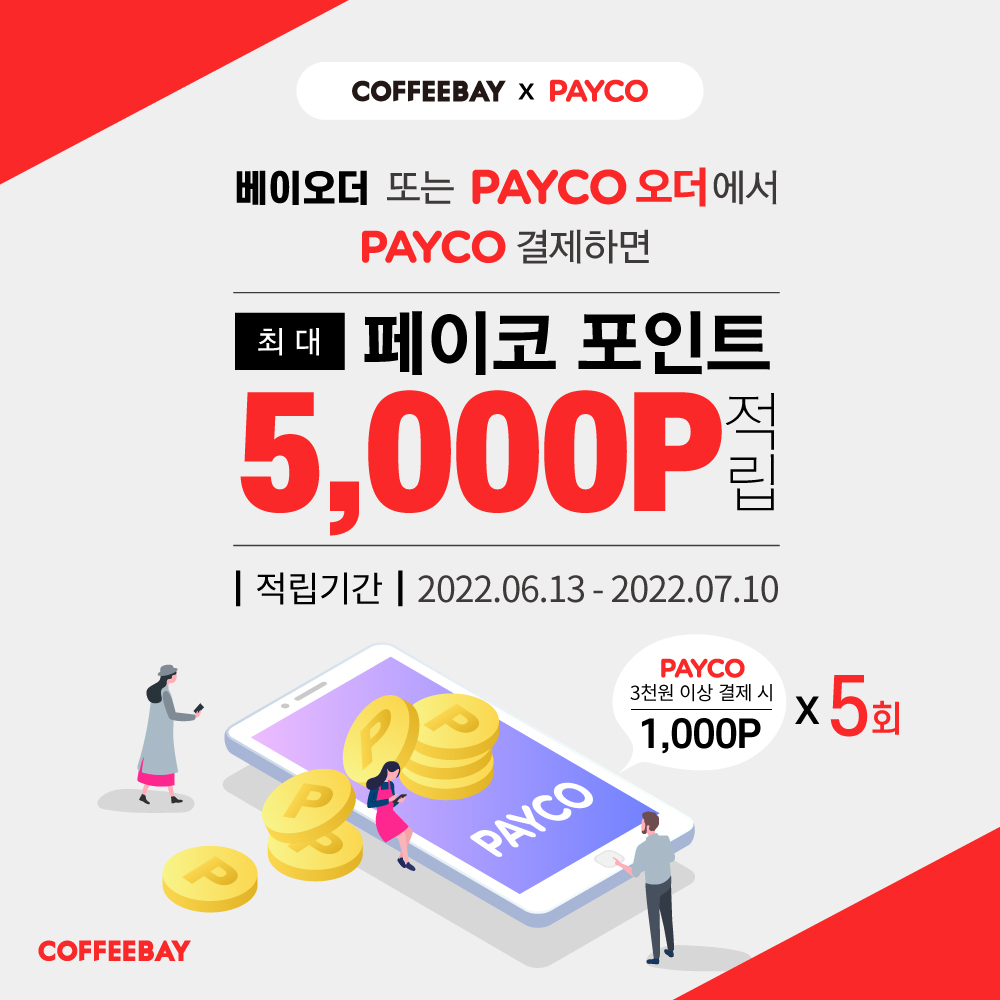 COFFEEBAY X PAYCO
베이오더 또는 PAYCO 오더에서
PAYCO 결제하면
최대 페이코 포인트
5,000P 적립
| 적립기간 | 2022.06.13 - 2022.07.10
PAYCO
3천원 이상 결제 시
1,000P
X 5회
P
P
P
P
P
PAYCO
COFFEEBAY